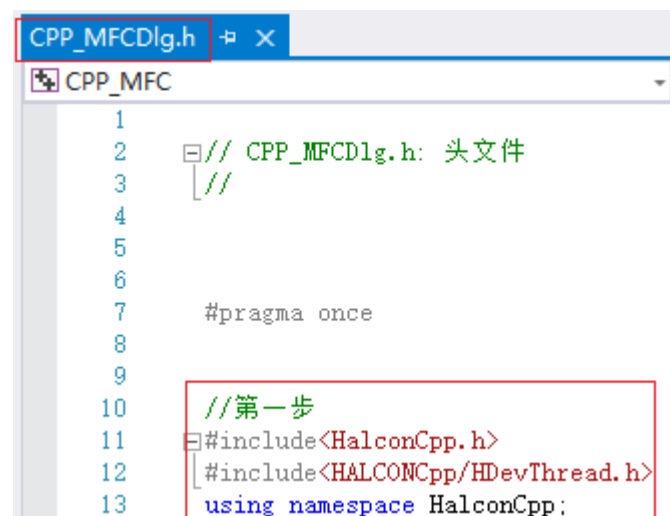 CPP_MFCDlg.h
CPP_MFC
1
2 // CPP_MFCDlg.h: 头文件
3 //
4
5
6
7 #pragma once
8
9
10 //第一步
11 #include<HalconCpp.h>
12 #include<HALCONCpp/HDevThread.h>
13 using namespace HalconCpp;